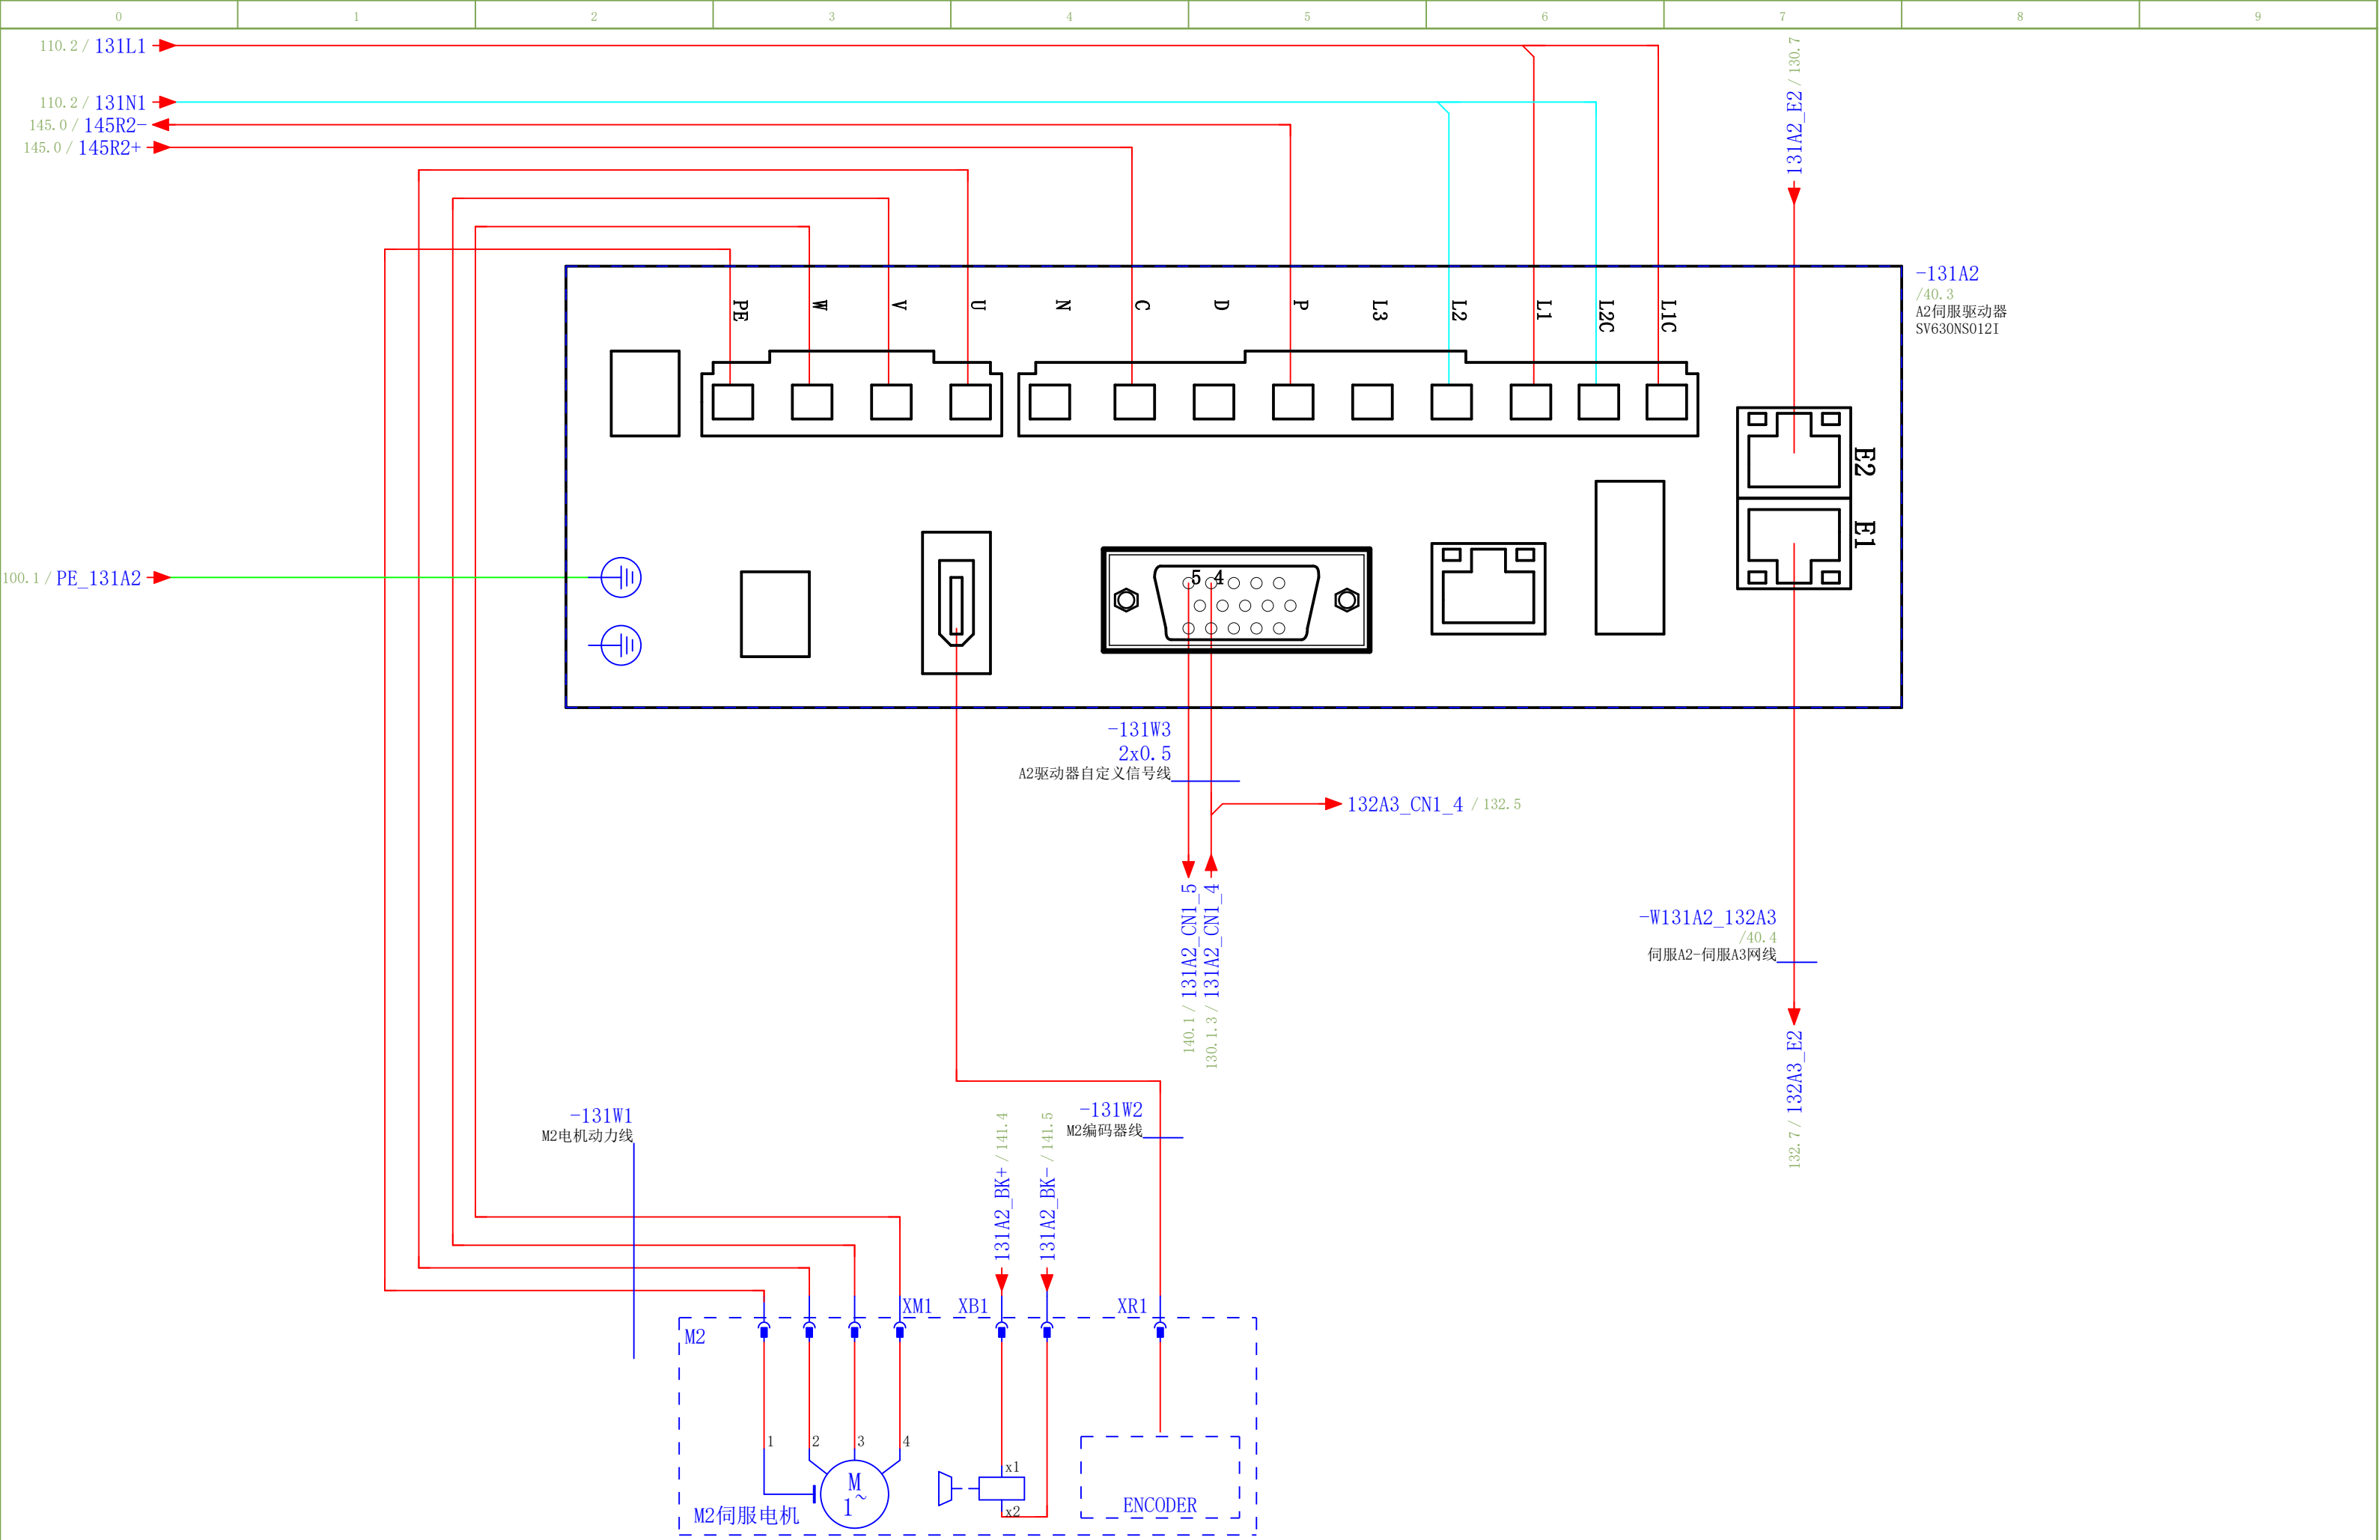 0 1 2 3 4 5 6 7 8 9
110.2 / 131L1
110.2 / 131N1
145.0 / 145R2-
145.0 / 145R2+
131A2_E2 / 130.7
-131A2
/40.3
A2伺服驱动器
SV630NS012I
PE W V U N C D P L3 L2 L1 L2C L1C
E2
E1
100.1 / PE_131A2
5 4
-131W3
2x0.5
A2驱动器自定义信号线
132A3_CN1_4 / 132.5
140.1 / 131A2_CN1_5
130.1.3 / 131A2_CN1_4
-W131A2_132A3
/40.4
伺服A2-伺服A3网线
132.7 / 132A3_E2
-131W1
M2电机动力线
131A2_BK+ / 141.4
131A2_BK- / 141.5
-131W2
M2编码器线
XM1 XB1 XR1
M2
1 2 3 4
x1
M
1~
x2
M2伺服电机
ENCODER